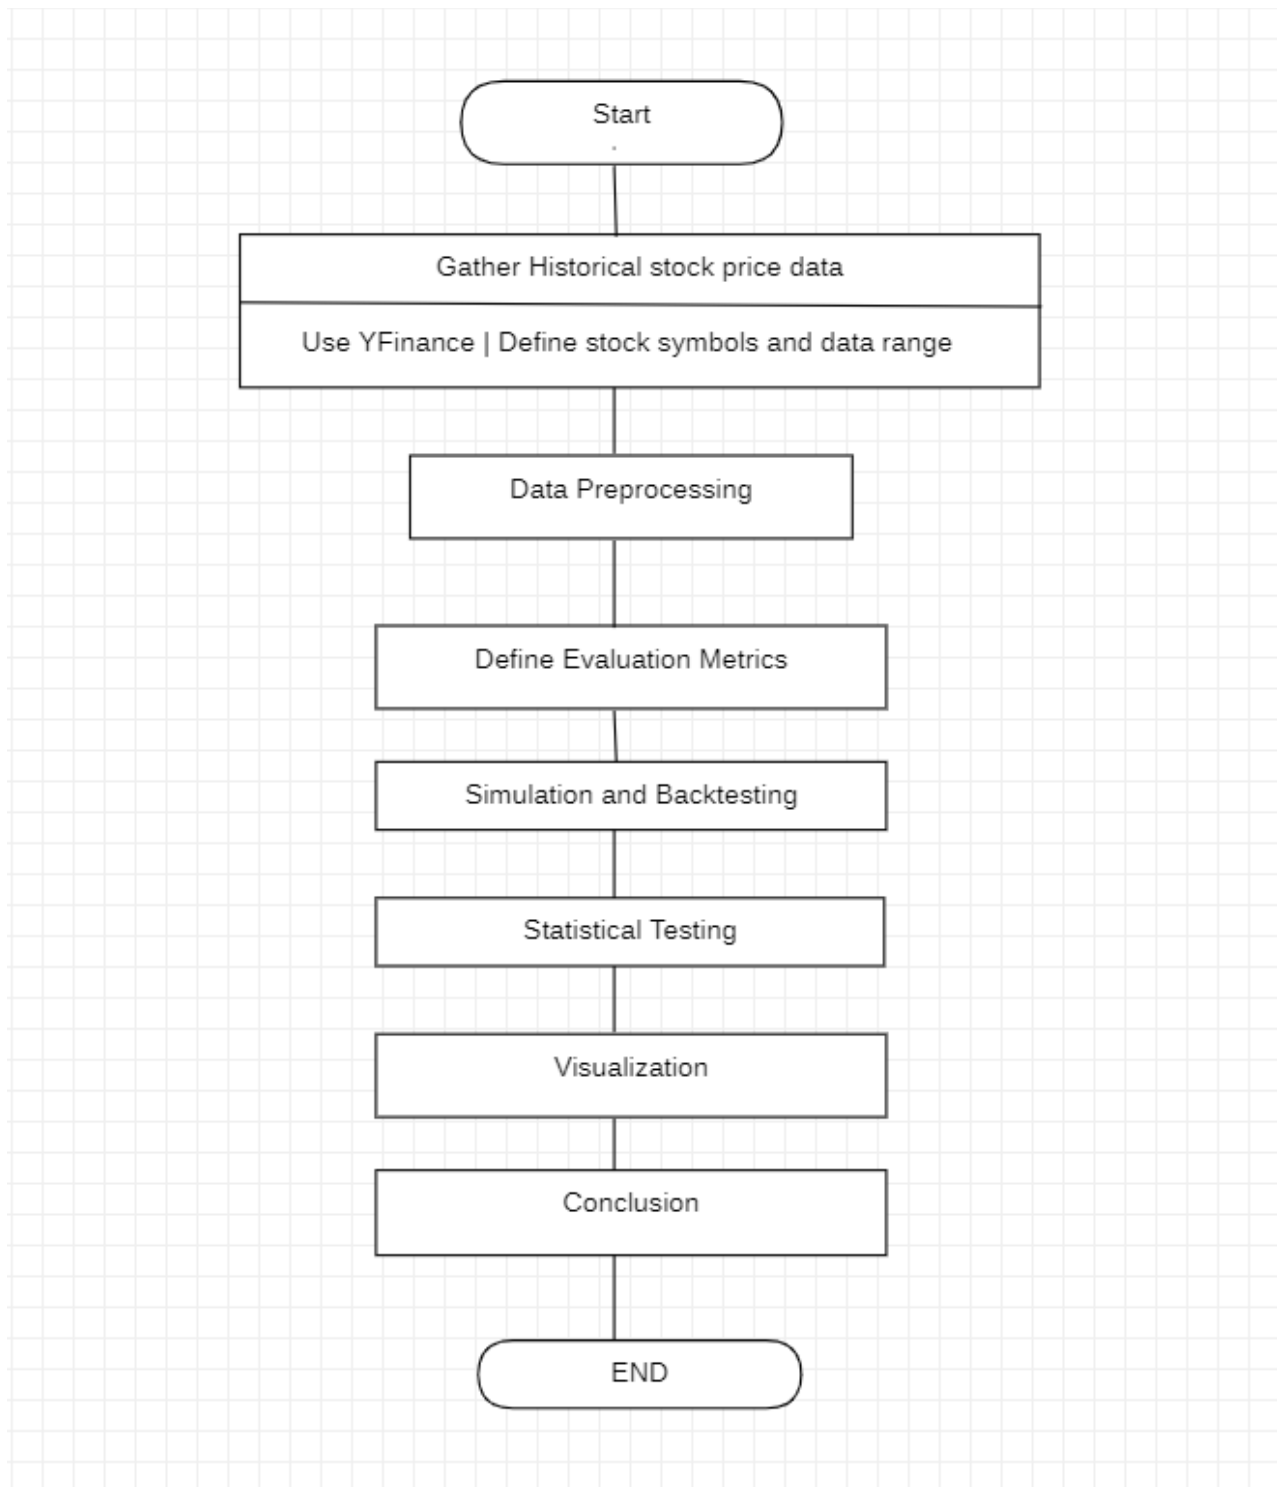 Start
Gather Historical stock price data
Use YFinance | Define stock symbols and data range
Data Preprocessing
Define Evaluation Metrics
Simulation and Backtesting
Statistical Testing
Visualization
Conclusion
END